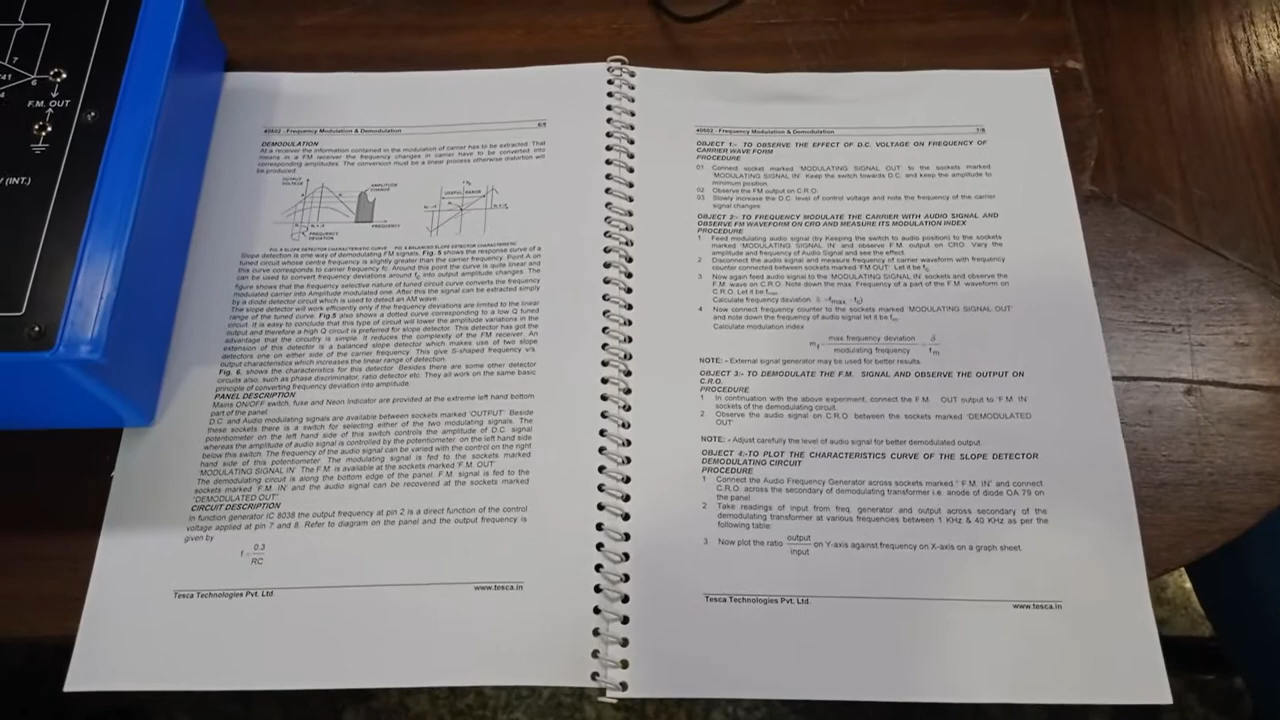 7
741
6
4
F.M. OUT
V (INT.)
40602 - Frequency Modulation & Demodulation
6/8
DEMODULATION
At a receiver the information contained in the modulation of carrier has to be extracted. That
means in a FM receiver the frequency changes in carrier have to be converted into
corresponding amplitudes. The conversion must be a linear process otherwise distortion will
be produced.
OUTPUT
VOLTAGE
AMPLITUDE
CHANGE
FREQUENCY
FREQUENCY
DEVIATION
USEFUL RANGE
FIG. 5 SLOPE DETECTOR CHARACTERISTIC CURVE FIG. 6 BALANCED SLOPE DETECTOR CHARACTERISTIC
Slope detection is one way of demodulating FM signals. Fig. 5 shows the response curve of a
tuned circuit whose centre frequency is slightly greater than the carrier frequency. Point A on
this curve corresponds to carrier frequency fc. Around this point the curve is quite linear and
can be used to convert frequency deviations around fc into output amplitude changes. The
figure shows that the frequency selective nature of tuned circuit curve converts the frequency
modulated carrier into Amplitude modulated one. After this the signal can be extracted simply
by a diode detector circuit which is used to detect an AM wave.
The slope detector will work efficiently only if the frequency deviations are limited to the linear
range of the tuned curve. Fig.5 also shows a dotted curve corresponding to a low Q tuned
circuit. It is easy to conclude that this type of circuit will lower the amplitude variations in the
output and therefore a high Q circuit is preferred for slope detector. This detector has got the
advantage that the circuitry is simple. It reduces the complexity of the FM receiver. An
extension of this detector is a balanced slope detector which makes use of two slope
detectors one on either side of the carrier frequency. This give S-shaped frequency v/s
output characteristics which increases the linear range of detection.
Fig. 6, shows the characteristics for this detector. Besides there are some other detector
circuits also, such as phase discriminator, ratio detector etc. They all work on the same basic
principle of converting frequency deviation into amplitude.
PANEL DESCRIPTION
Mains ON/OFF switch, fuse and Neon Indicator are provided at the extreme left hand bottom
part of the panel.
D.C. and Audio modulating signals are available between sockets marked 'OUTPUT'. Beside
these sockets there is a switch for selecting either of the two modulating signals. The
potentiometer on the left hand side of this switch controls the amplitude of D.C. signal
whereas the amplitude of audio signal is controlled by the potentiometer on the left hand side
below this switch. The frequency of the audio signal can be varied with the control on the right
hand side of this potentiometer. The modulating signal is fed to the sockets marked
'MODULATING SIGNAL IN'. The F.M. is available at the sockets marked 'F.M. OUT'
The demodulating circuit is along the bottom edge of the panel. F.M. signal is fed to the
sockets marked 'F.M. IN' and the audio signal can be recovered at the sockets marked
"DEMODULATED OUT"
CIRCUIT DESCRIPTION
In function generator IC 8038 the output frequency at pin 2 is a direct function of the control
voltage applied at pin 7 and 8. Refer to diagram on the panel and the output frequency is
given by
f = 0.3
RC
Tesca Technologies Pvt. Ltd.
www.tesca.in
40602 - Frequency Modulation & Demodulation
7/8
OBJECT 1:- TO OBSERVE THE EFFECT OF D.C. VOLTAGE ON FREQUENCY OF
CARRIER WAVE FORM
PROCEDURE
01 Connect socket marked 'MODULATING SIGNAL OUT' to the sockets marked
'MODULATING SIGNAL IN'. Keep the switch towards D.C. and keep the amplitude to
minimum position.
02 Observe the FM output on C.R.O.
03 Slowly increase the D.C. level of control voltage and note the frequency of the carrier
signal changes.
OBJECT 2:- TO FREQUENCY MODULATE THE CARRIER WITH AUDIO SIGNAL AND
OBSERVE FM WAVEFORM ON CRO AND MEASURE ITS MODULATION INDEX
PROCEDURE
1 Feed modulating audio signal (by Keeping the switch to audio position) to the sockets
marked 'MODULATING SIGNAL IN' and observe F.M. output on CRO. Vary the
amplitude and frequency of Audio Signal and see the effect.
2 Disconnect the audio signal and measure frequency of carrier waveform with frequency
counter connected between sockets marked 'FM OUT'. Let it be fc
3 Now again feed audio signal to the MODULATING SIGNAL IN' sockets and observe the
F.M. wave on C.R.O. Note down the max. Frequency of a part of the F.M. waveform on
C.R.O. Let it be fmax
Calculate frequency deviation δ = fmax - fc)
4 Now connect frequency counter to the sockets marked 'MODULATING SIGNAL OUT'
and note down the frequency of audio signal let it be fm.
Calculate modulation index
mf = max frequency deviation = δ
modulating frequency fm
NOTE: - External signal generator may be used for better results.
OBJECT 3:- TO DEMODULATE THE F.M. SIGNAL AND OBSERVE THE OUTPUT ON
C.R.O.
PROCEDURE
1 In continuation with the above experiment, connect the F.M. OUT output to 'F.M. IN'
sockets of the demodulating circuit.
2 Observe the audio signal on C.R.O. between the sockets marked 'DEMODULATED
OUT'
NOTE: - Adjust carefully the level of audio signal for better demodulated output.
OBJECT 4:-TO PLOT THE CHARACTERISTICS CURVE OF THE SLOPE DETECTOR
DEMODULATING CIRCUIT
PROCEDURE
1 Connect the Audio Frequency Generator across sockets marked " F.M. IN" and connect
C.R.O. across the secondary of demodulating transformer i.e. anode of diode OA 79 on
the panel.
2 Take readings of input from freq. generator and output across secondary of the
demodulating transformer at various frequencies between 1 KHz & 40 KHz as per the
following table:
3 Now plot the ratio output on Y-axis against frequency on X-axis on a graph sheet.
input
Tesca Technologies Pvt. Ltd.
www.tesca.in